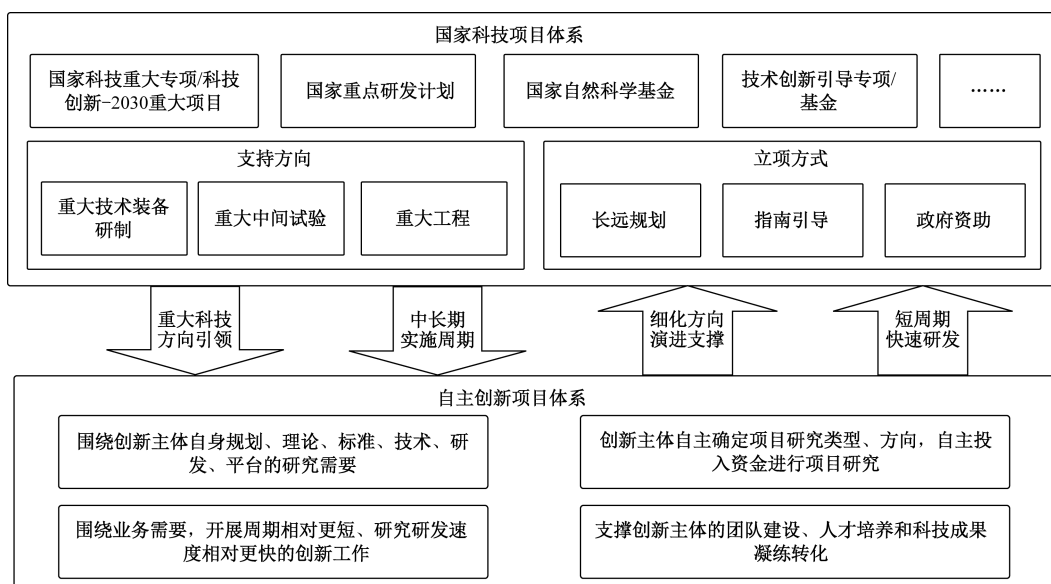 国家科技项目体系
国家科技重大专项/科技
创新-2030重大项目
国家重点研发计划
国家自然科学基金
技术创新引导专项/
基金
……
支持方向
重大技术装备
研制
重大中间试验
重大工程
立项方式
长远规划
指南引导
政府资助
重大科技
方向引领
中长期
实施周期
细化方向
演进支撑
短周期
快速研发
自主创新项目体系
围绕创新主体自身规划、理论、标准、技术、研
发、平台的研究需要
创新主体自主确定项目研究类型、方向，自主投
入资金进行项目研究
围绕业务需要，开展周期相对更短、研究研发速
度相对更快的创新工作
支撑创新主体的团队建设、人才培养和科技成果
凝练转化